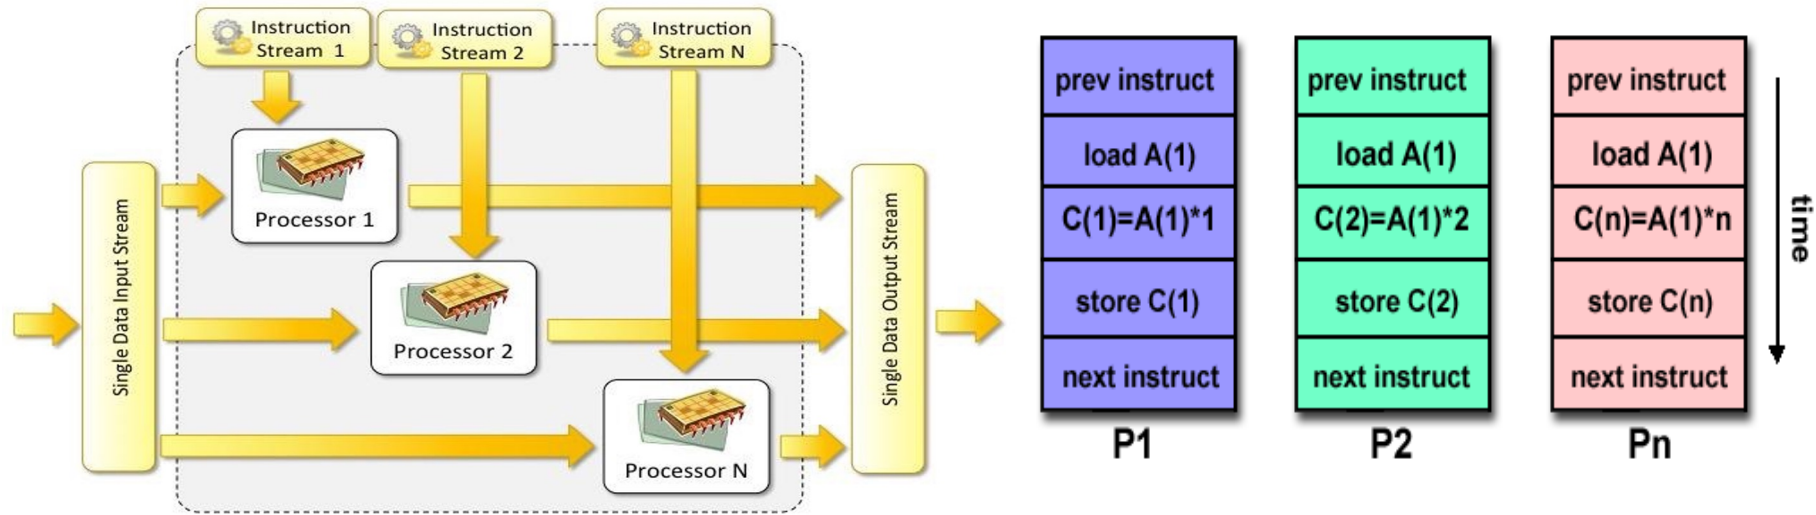 Instruction
Stream 1
Instruction
Stream 2
Instruction
Stream N
Single Data Input Stream
Processor 1
Processor 2
Processor N
Single Data Output Stream
prev instruct
load A(1)
C(1)=A(1)*1
store C(1)
next instruct
P1
prev instruct
load A(1)
C(2)=A(1)*2
store C(2)
next instruct
P2
prev instruct
load A(1)
C(n)=A(1)*n
store C(n)
next instruct
Pn
time